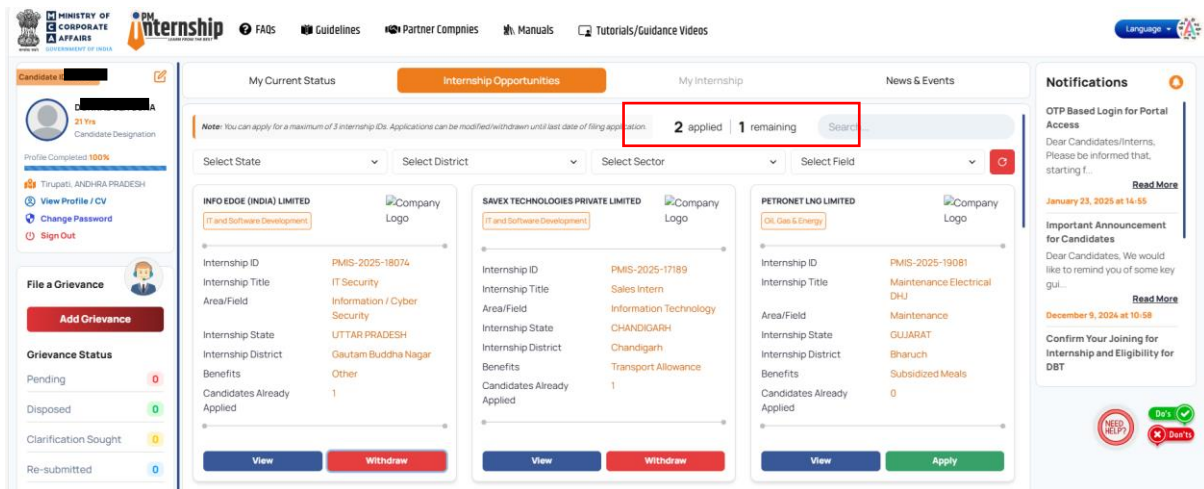 MINISTRY OF
CORPORATE
AFFAIRS
GOVERNMENT OF INDIA
PM
internship
LEARN FROM THE BEST
FAQs
Guidelines
Partner Compnies
Manuals
Tutorials/Guidance Videos
Language
Candidate ID
A
21 Yrs
Candidate Designation
Profile Completed 100%
Tirupati, ANDHRA PRADESH
View Profile / CV
Change Password
Sign Out
File a Grievance
Add Grievance
Grievance Status
Pending 0
Disposed 0
Clarification Sought 0
Re-submitted 0
My Current Status
Internship Opportunities
My Internship
News & Events
Note: You can apply for a maximum of 3 internship IDs. Applications can be modified/withdrawn until last date of filing application.
2 applied 1 remaining
Search...
Select State
Select District
Select Sector
Select Field
INFO EDGE (INDIA) LIMITED
IT and Software Development
Company
Logo
Internship ID PMIS-2025-18074
Internship Title IT Security
Area/Field Information / Cyber
Security
Internship State UTTAR PRADESH
Internship District Gautam Buddha Nagar
Benefits Other
Candidates Already 1
Applied
View Withdraw
SAVEX TECHNOLOGIES PRIVATE LIMITED
IT and Software Development
Company
Logo
Internship ID PMIS-2025-17189
Internship Title Sales Intern
Area/Field Information Technology
Internship State CHANDIGARH
Internship District Chandigarh
Benefits Transport Allowance
Candidates Already 1
Applied
View Withdraw
PETRONET LNG LIMITED
Oil, Gas & Energy
Company
Logo
Internship ID PMIS-2025-19081
Internship Title Maintenance Electrical
DHJ
Area/Field Maintenance
Internship State GUJARAT
Internship District Bharuch
Benefits Subsidized Meals
Candidates Already 0
Applied
View Apply
Notifications
OTP Based Login for Portal
Access
Dear Candidates/Interns,
Please be informed that,
starting f...
Read More
January 23, 2025 at 14:55
Important Announcement
for Candidates
Dear Candidates, We would
like to remind you of some key
gui...
Read More
December 9, 2024 at 10:58
Confirm Your Joining for
Internship and Eligibility for
DBT
NEED
HELP?
Do's
Don'ts